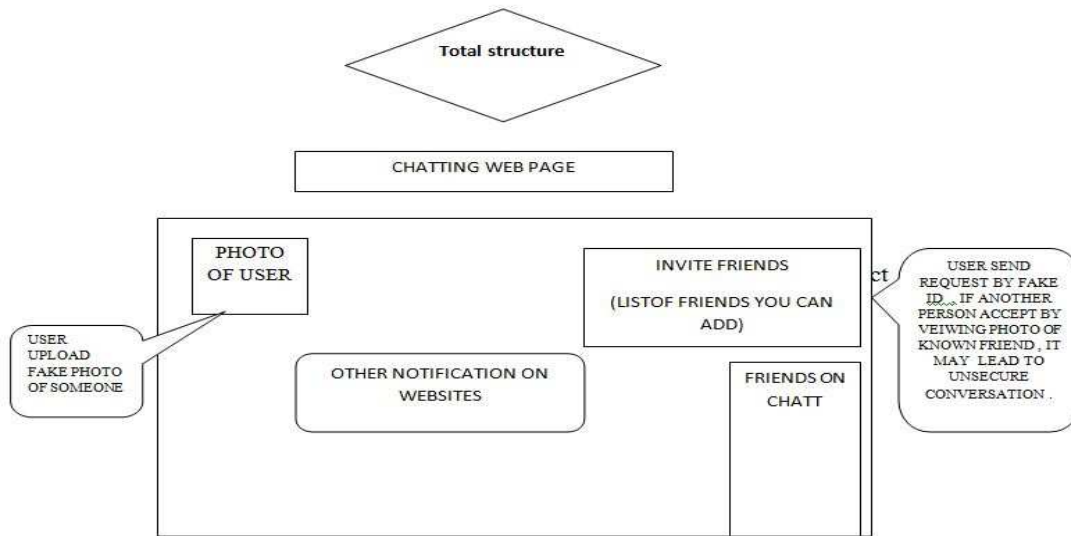 Total structure
CHATTING WEB PAGE
PHOTO
OF USER
INVITE FRIENDS
(LISTOF FRIENDS YOU CAN
ADD)
ct
USER SEND
REQUEST BY FAKE
ID , IF ANOTHER
PERSON ACCEPT BY
VEIWING PHOTO OF
KNOWN FRIEND , IT
MAY LEAD TO
UNSECURE
CONVERSATION .
USER
UPLOAD
FAKE PHOTO
OF SOMEONE
OTHER NOTIFICATION ON
WEBSITES
FRIENDS ON
CHATT